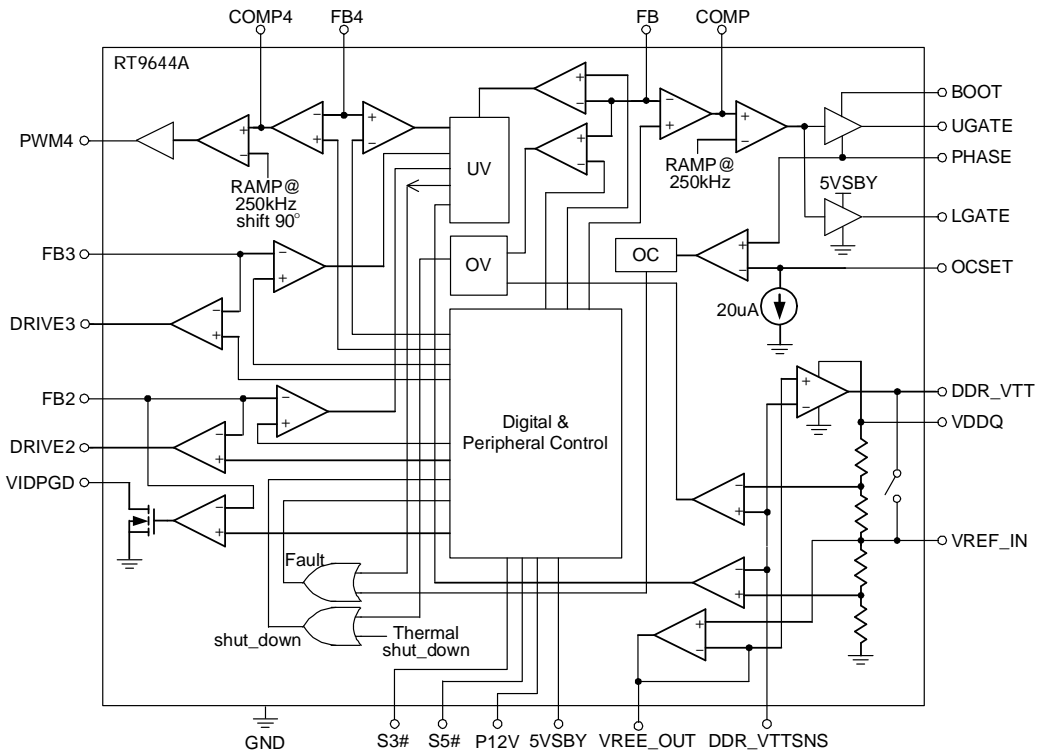 COMP4
FB4
FB
COMP
RT9644A
BOOT
UGATE
PHASE
LGATE
OCSET
PWM4
RAMP@
250kHz
shift 90°
UV
RAMP@
250kHz
5VSBY
FB3
OV
OC
20uA
DRIVE3
FB2
DRIVE2
VIDPGD
Digital &
Peripheral Control
DDR_VTT
VDDQ
VREF_IN
Fault
shut_down
Thermal
shut_down
GND
S3#
S5#
P12V
5VSBY
VREE_OUT
DDR_VTTSNS
+
−
+
−
+
−
+
−
−
+
+
−
−
+
−
+
−
+
−
+
−
+
−
+
+
−
+
−
−
+
−
+
+
−